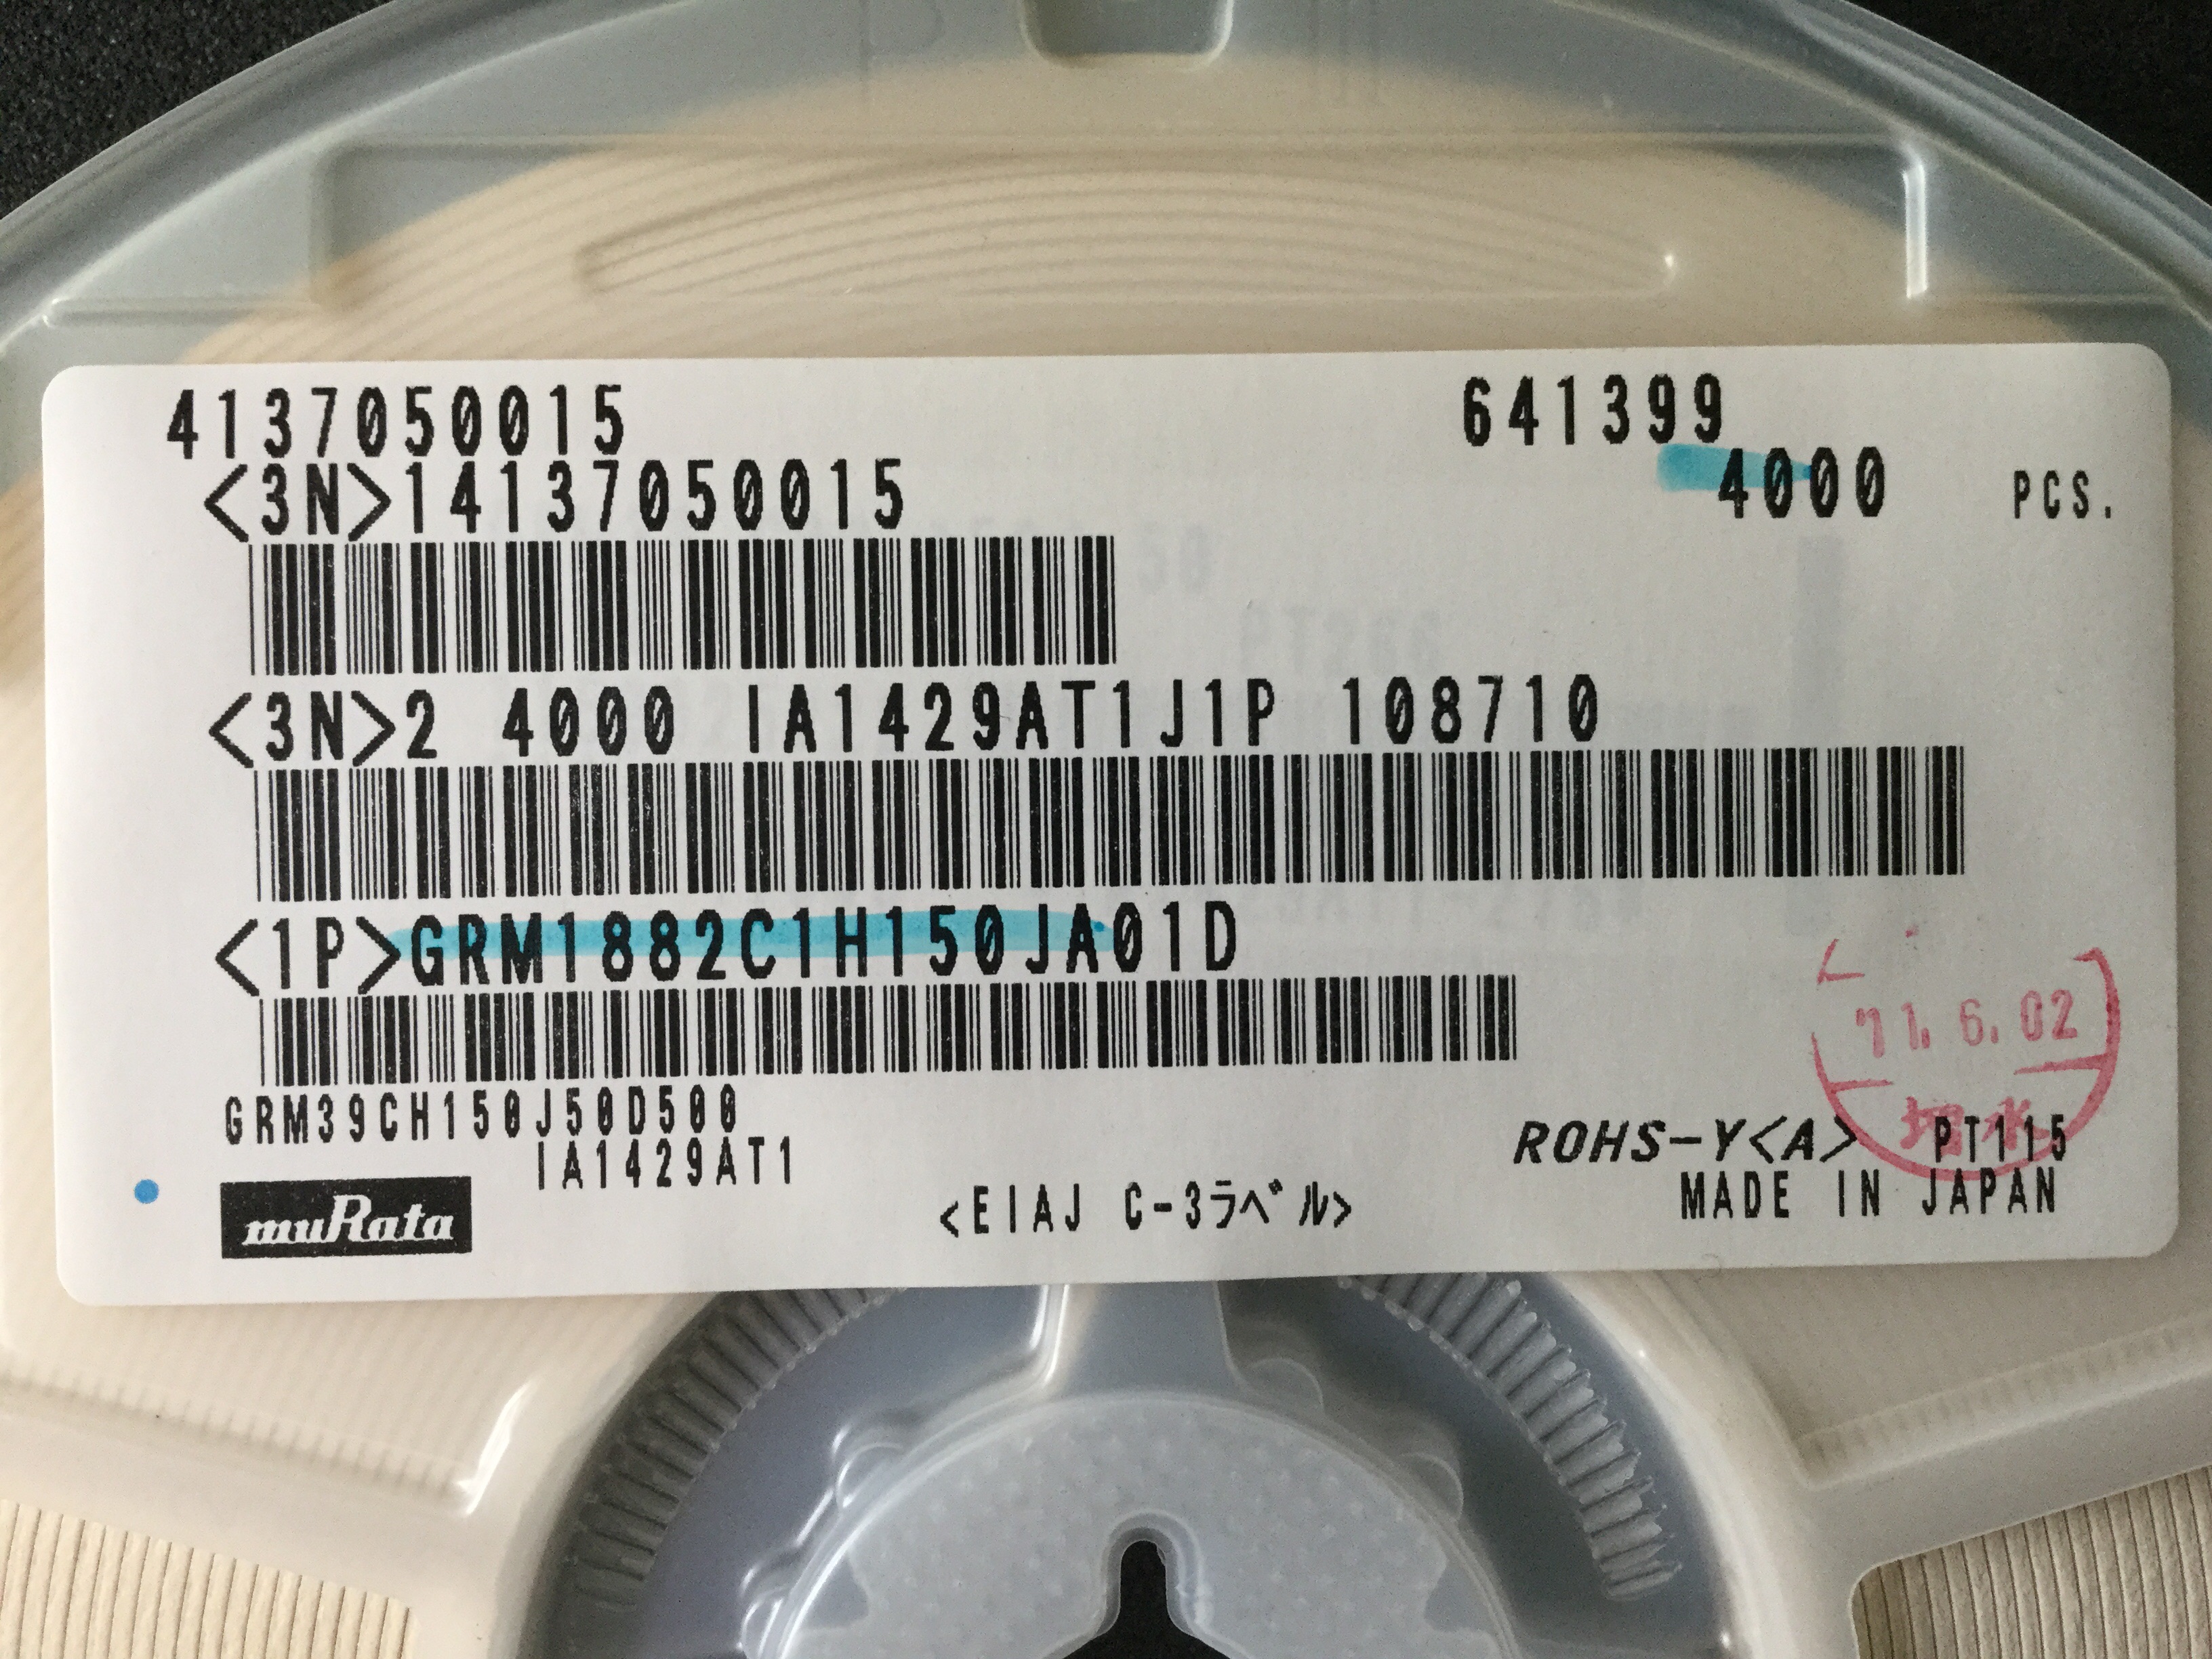 4137050015 641399
<3N>14137050015 4000 PCS.
<3N>2 4000 IA1429AT1J1P 108710
<1P>GRM1882C1H150JA01D
GRM39CH150J50D500
IA1429AT1
muRata
<EIAJ C-3ラベル>
ROHS-Y<A> PT115
MADE IN JAPAN
1.6.02